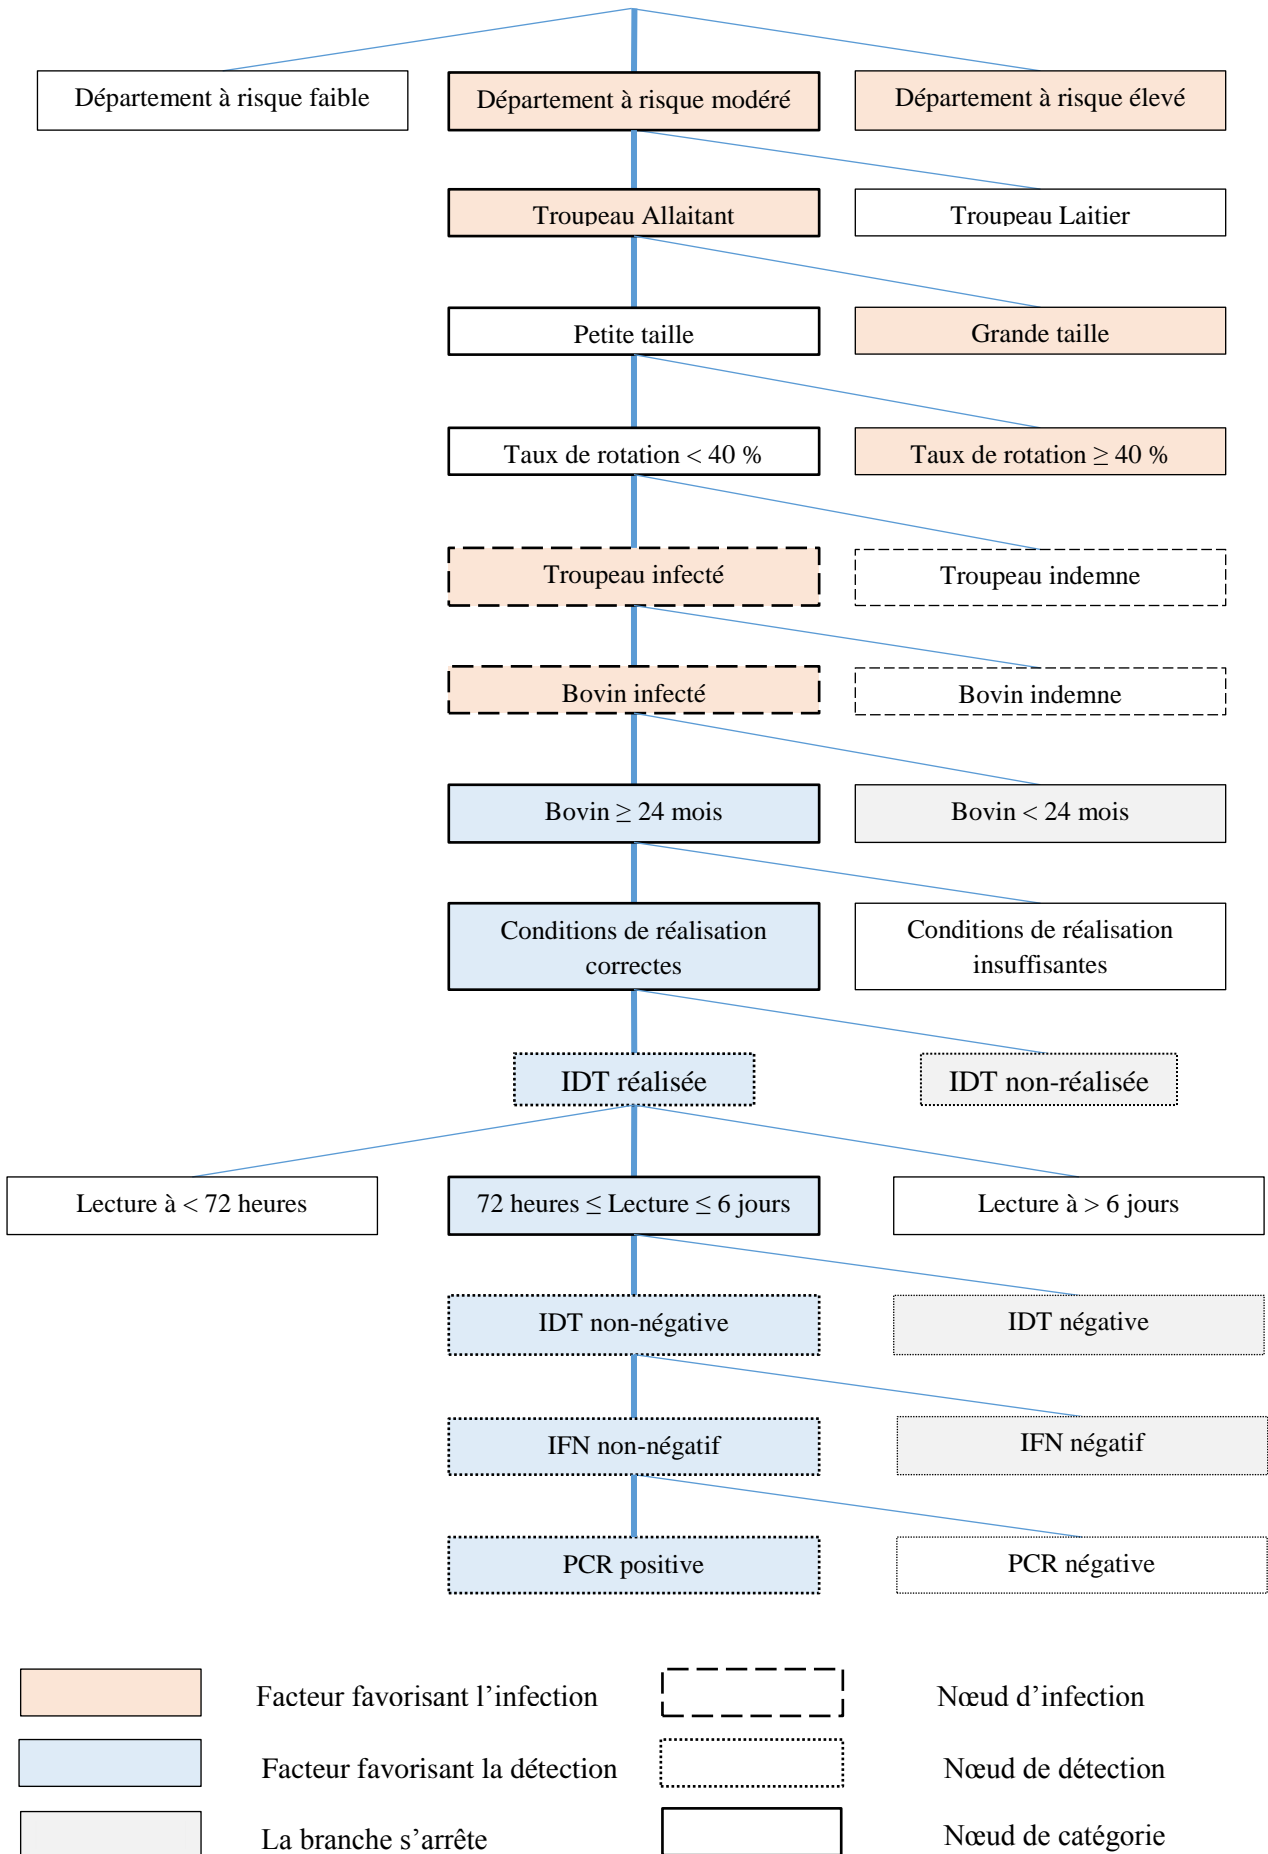 Département à risque faible
Département à risque modéré
Département à risque élevé
Troupeau Allaitant
Troupeau Laitier
Petite taille
Grande taille
Taux de rotation < 40 %
Taux de rotation ≥ 40 %
Troupeau infecté
Troupeau indemne
Bovin infecté
Bovin indemne
Bovin ≥ 24 mois
Bovin < 24 mois
Conditions de réalisation
correctes
Conditions de réalisation
insuffisantes
IDT réalisée
IDT non-réalisée
Lecture à < 72 heures
72 heures ≤ Lecture ≤ 6 jours
Lecture à > 6 jours
IDT non-négative
IDT négative
IFN non-négatif
IFN négatif
PCR positive
PCR négative
Facteur favorisant l’infection
Nœud d’infection
Facteur favorisant la détection
Nœud de détection
La branche s’arrête
Nœud de catégorie